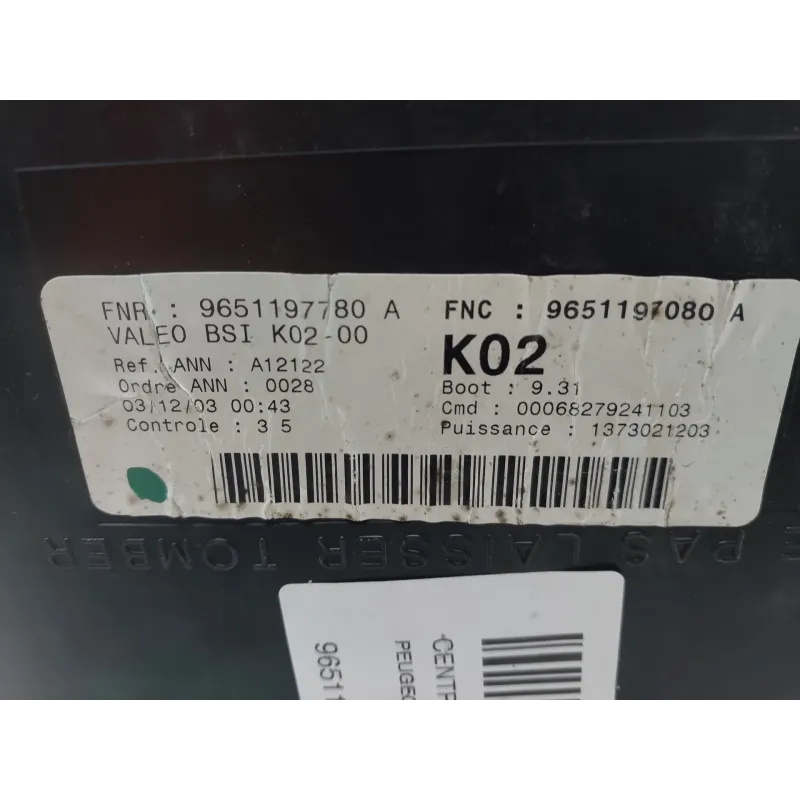 FNR : 9651197780 A FNC : 9651197080 A
VALEO BSI K02-00
K02
Ref. ANN : A12122
Ordre ANN : 0028 Boot : 9.31
03/12/03 00:43 Cmd : 00068279241103
Controle : 3 5 Puissance : 1373021203
PAS LAISSER TOMBER
-CENTR
PEUGEO
9651